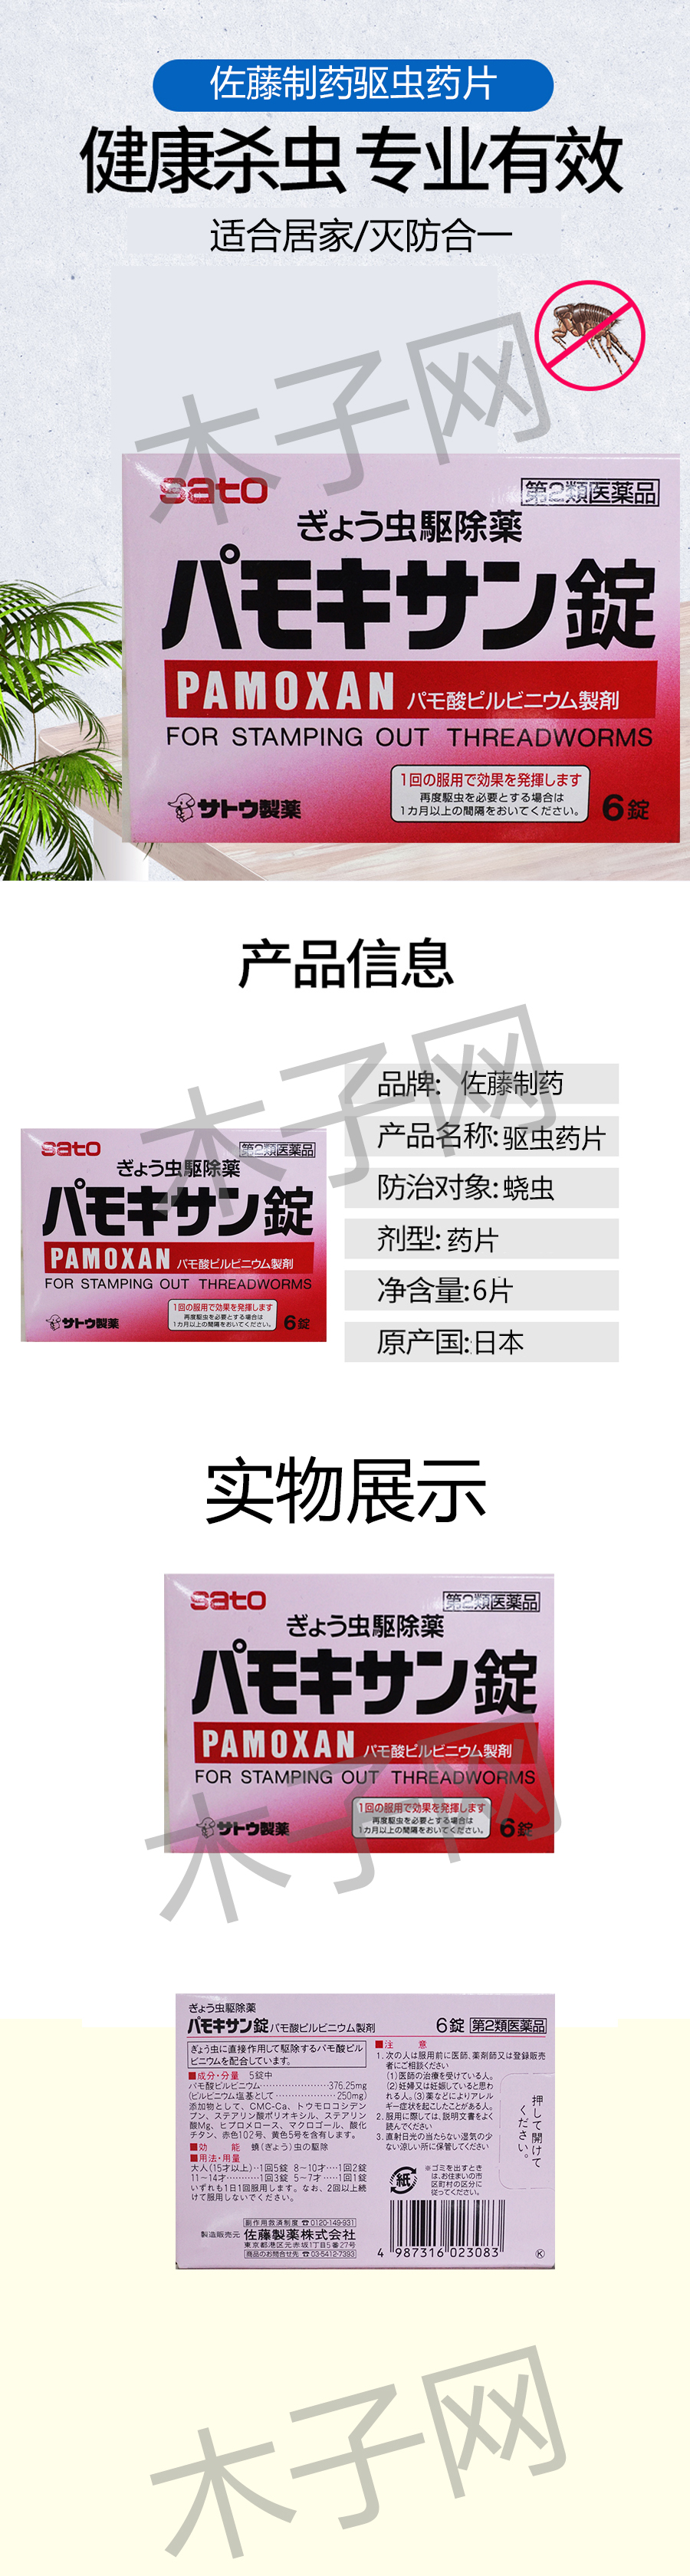 佐藤制药驱虫药片
健康杀虫 专业有效
适合居家/灭防合一
木子网
sato
第2類医薬品
ぎょう虫駆除薬
パモキサン錠
PAMOXAN パモ酸ピルビニウム製剤
FOR STAMPING OUT THREADWORMS
1回の服用で効果を発揮します
再度駆虫を必要とする場合は
1カ月以上の間隔をおいてください。
サトウ製薬
6錠
产品信息
木子网
sato
第2類医薬品
ぎょう虫駆除薬
パモキサン錠
PAMOXAN パモ酸ピルビニウム製剤
FOR STAMPING OUT THREADWORMS
1回の服用で効果を発揮します
再度駆虫を必要とする場合は
1カ月以上の間隔をおいてください。
サトウ製薬
6錠
品牌: 佐藤制药
产品名称:驱虫药片
防治对象:蛲虫
剂型:药片
净含量:6片
原产国:日本
实物展示
sato
第2類医薬品
ぎょう虫駆除薬
パモキサン錠
PAMOXAN パモ酸ピルビニウム製剤
FOR STAMPING OUT THREADWORMS
1回の服用で効果を発揮します
再度駆虫を必要とする場合は
1カ月以上の間隔をおいてください。
サトウ製薬
6錠
木子网
ぎょう虫駆除薬
パモキサン錠 パモ酸ピルビニウム製剤
6錠 第2類医薬品
ぎょう虫に直接作用して駆除するパモ酸ピル
ビニウムを配合しています。
■成分・分量 5錠中
パモ酸ピルビニウム‥‥‥‥‥‥376.25mg
(ピルビニウム塩基として‥‥‥‥‥250mg)
添加物として、CMC-Ca、トウモロコシデン
プン、ステアリン酸ポリオキシル、ステアリン
酸Mg、ヒプロメロース、マクロゴール、酸化
チタン、赤色102号、黄色5号を含有します。
■効 能 蟯(ぎょう)虫の駆除
■用法・用量
大人(15才以上)‥1回5錠 8~10才‥‥1回2錠
11~14才‥‥‥‥‥1回3錠 5~7才‥‥‥1回1錠
いずれも1日1回服用します。なお、2回以上続
けて服用しないでください。
副作用救済制度 ☎0120-149-931
製造販売元 佐藤製薬株式会社
東京都港区元赤坂1丁目5番27号
商品のお問合せ先 ☎03-5412-7393
■注 意
1. 次の人は服用前に医師、薬剤師又は登録販売
者にご相談ください
(1)医師の治療を受けている人。
(2)妊婦又は妊娠していると思わ
れる人。(3)薬などによりアレル
ギー症状を起こしたことがある人。
2. 服用に際しては、説明文書をよく
読んでください
3. 直射日光の当たらない湿気の少
ない涼しい所に保管してください
押して開けて
ください。
紙
※ゴミを出すとき
は、お住まいの市
区町村の区分に
従ってください。
4 987316 023083
K
木子网